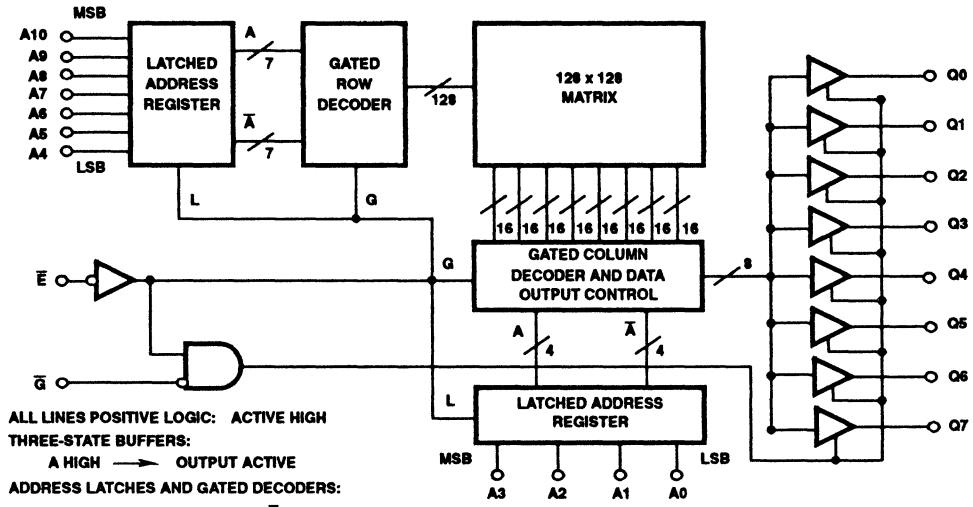 MSB
A10
A9
A8
A7
A6
A5
A4
LSB
LATCHED
ADDRESS
REGISTER
A
7
A̅
7
GATED
ROW
DECODER
128
128 x 128
MATRIX
L
G
16 16 16 16 16 16 16 16
E̅
G
GATED COLUMN
DECODER AND DATA
OUTPUT CONTROL
8
A
4
A̅
4
G̅
L
LATCHED ADDRESS
REGISTER
MSB
LSB
A3
A2
A1
A0
Q0
Q1
Q2
Q3
Q4
Q5
Q6
Q7
ALL LINES POSITIVE LOGIC: ACTIVE HIGH
THREE-STATE BUFFERS:
A HIGH → OUTPUT ACTIVE
ADDRESS LATCHES AND GATED DECODERS: